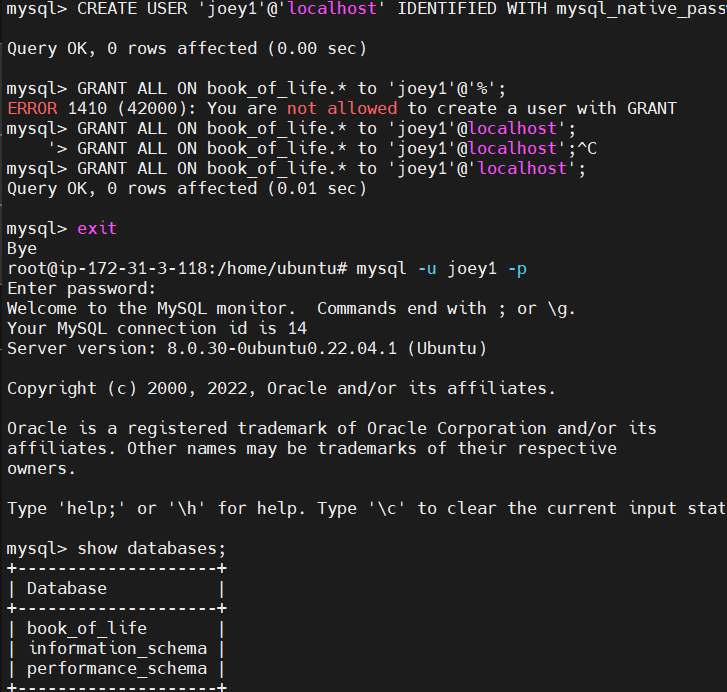 mysql> CREATE USER 'joey1'@'localhost' IDENTIFIED WITH mysql_native_pass
Query OK, 0 rows affected (0.00 sec)
mysql> GRANT ALL ON book_of_life.* to 'joey1'@'%';
ERROR 1410 (42000): You are not allowed to create a user with GRANT
mysql> GRANT ALL ON book_of_life.* to 'joey1'@localhost';
    '> GRANT ALL ON book_of_life.* to 'joey1'@localhost';^C
mysql> GRANT ALL ON book_of_life.* to 'joey1'@'localhost';
Query OK, 0 rows affected (0.01 sec)
mysql> exit
Bye
root@ip-172-31-3-118:/home/ubuntu# mysql -u joey1 -p
Enter password:
Welcome to the MySQL monitor.  Commands end with ; or \g.
Your MySQL connection id is 14
Server version: 8.0.30-0ubuntu0.22.04.1 (Ubuntu)
Copyright (c) 2000, 2022, Oracle and/or its affiliates.
Oracle is a registered trademark of Oracle Corporation and/or its
affiliates. Other names may be trademarks of their respective
owners.
Type 'help;' or '\h' for help. Type '\c' to clear the current input stat
mysql> show databases;
+--------------------+
| Database           |
+--------------------+
| book_of_life       |
| information_schema |
| performance_schema |
+--------------------+